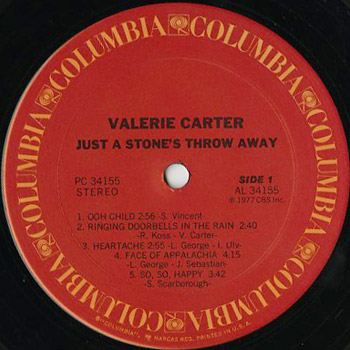 COLUMBIA COLUMBIA COLUMBIA COLUMBIA COLUMBIA COLUMBIA
VALERIE CARTER
JUST A STONE'S THROW AWAY
PC 34155 SIDE 1
STEREO AL 34155
℗ 1977 CBS Inc.
1. OOH CHILD 2:56 -S. Vincent-
2. RINGING DOORBELLS IN THE RAIN 2:40
-R. Koss - V. Carter-
3. HEARTACHE 2:55 -L. George - I. Ulv-
4. FACE OF APPALACHIA 4:15
-L. George - J. Sebastian-
5. SO, SO, HAPPY 3:42
-S. Scarborough-
® "COLUMBIA", MARCAS REG. PRINTED IN U.S.A.